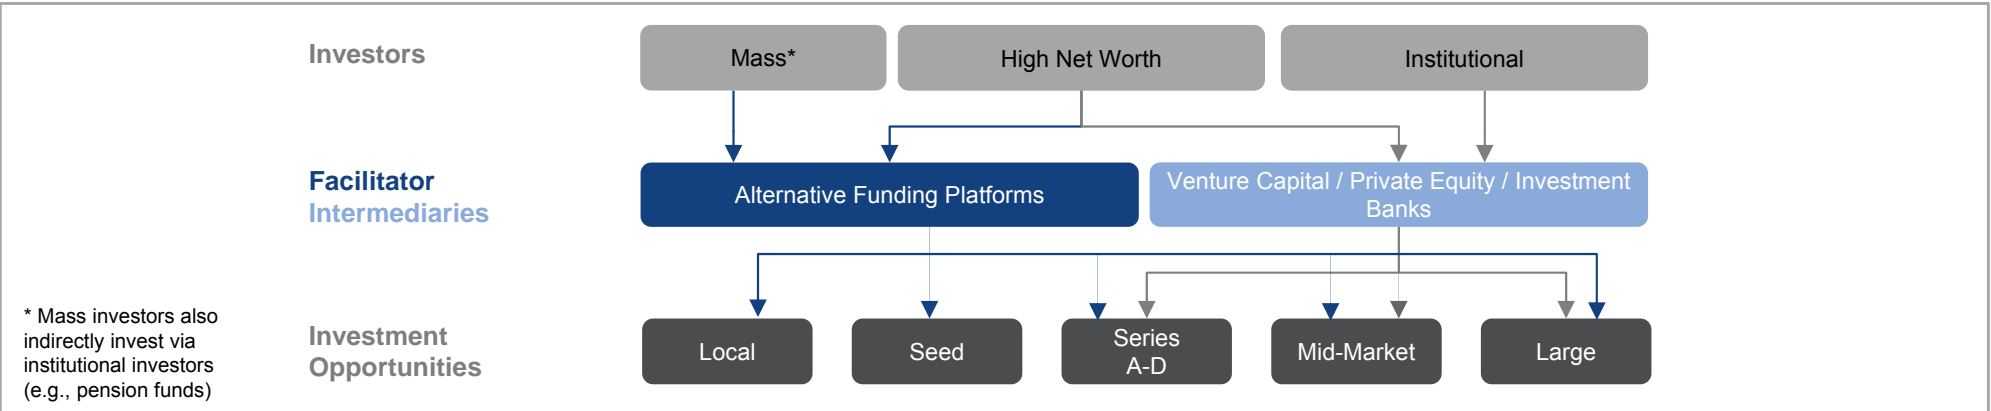 Investors
Mass*
High Net Worth
Institutional
Facilitator
Intermediaries
Alternative Funding Platforms
Venture Capital / Private Equity / Investment
Banks
* Mass investors also
indirectly invest via
institutional investors
(e.g., pension funds)
Investment
Opportunities
Local
Seed
Series
A-D
Mid-Market
Large